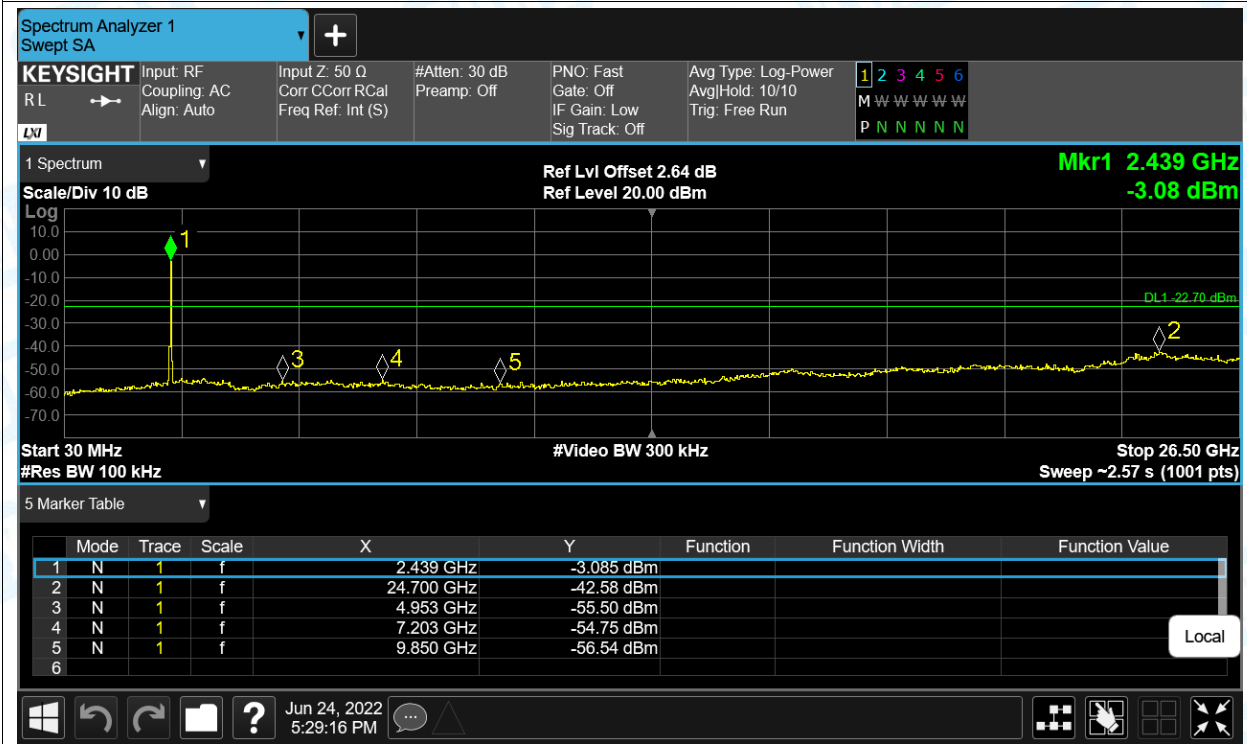 Spectrum Analyzer 1
Swept SA
+
KEYSIGHT
R L
LXI
Input: RF
Coupling: AC
Align: Auto
Input Z: 50 Ω
Corr CCorr RCal
Freq Ref: Int (S)
#Atten: 30 dB
Preamp: Off
PNO: Fast
Gate: Off
IF Gain: Low
Sig Track: Off
Avg Type: Log-Power
Avg|Hold: 10/10
Trig: Free Run
1 2 3 4 5 6
M W W W W W
P N N N N N
1 Spectrum
Scale/Div 10 dB
Ref Lvl Offset 2.64 dB
Ref Level 20.00 dBm
Mkr1 2.439 GHz
-3.08 dBm
Log
10.0
0.00
-10.0
-20.0
-30.0
-40.0
-50.0
-60.0
-70.0
1
DL1 -22.70 dBm
2
3
4
5
Start 30 MHz
#Res BW 100 kHz
#Video BW 300 kHz
Stop 26.50 GHz
Sweep ~2.57 s (1001 pts)
5 Marker Table
Mode Trace Scale X Y Function Function Width Function Value
1 N 1 f 2.439 GHz -3.085 dBm
2 N 1 f 24.700 GHz -42.58 dBm
3 N 1 f 4.953 GHz -55.50 dBm
4 N 1 f 7.203 GHz -54.75 dBm
5 N 1 f 9.850 GHz -56.54 dBm
6
Local
?
Jun 24, 2022
5:29:16 PM